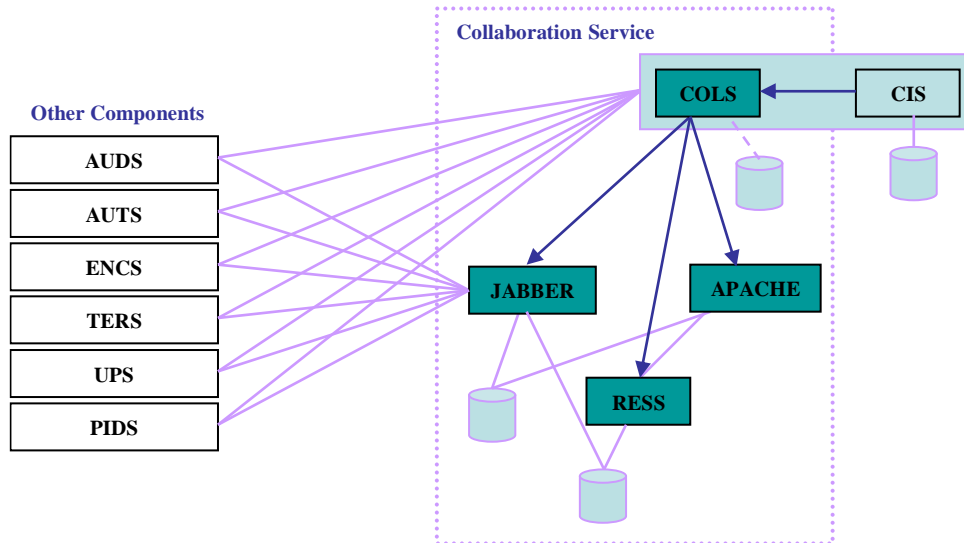 Collaboration Service
COLS
CIS
Other Components
AUDS
AUTS
ENCS
JABBER
APACHE
TERS
UPS
RESS
PIDS